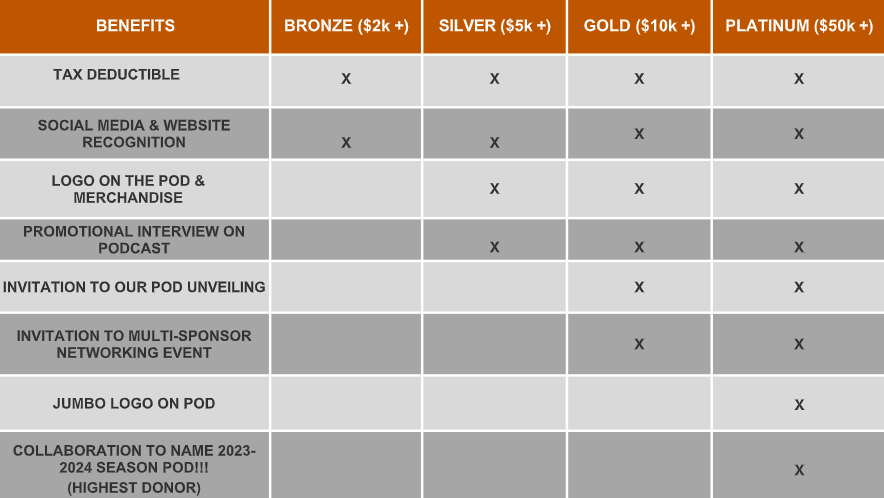 BENEFITS BRONZE ($2k +) SILVER ($5k +) GOLD ($10k +) PLATINUM ($50k +)
TAX DEDUCTIBLE X X X X
SOCIAL MEDIA & WEBSITE
RECOGNITION X X X X
LOGO ON THE POD &
MERCHANDISE X X X
PROMOTIONAL INTERVIEW ON
PODCAST X X X
INVITATION TO OUR POD UNVEILING X X
INVITATION TO MULTI-SPONSOR
NETWORKING EVENT X X
JUMBO LOGO ON POD X
COLLABORATION TO NAME 2023-
2024 SEASON POD!!! X
(HIGHEST DONOR)